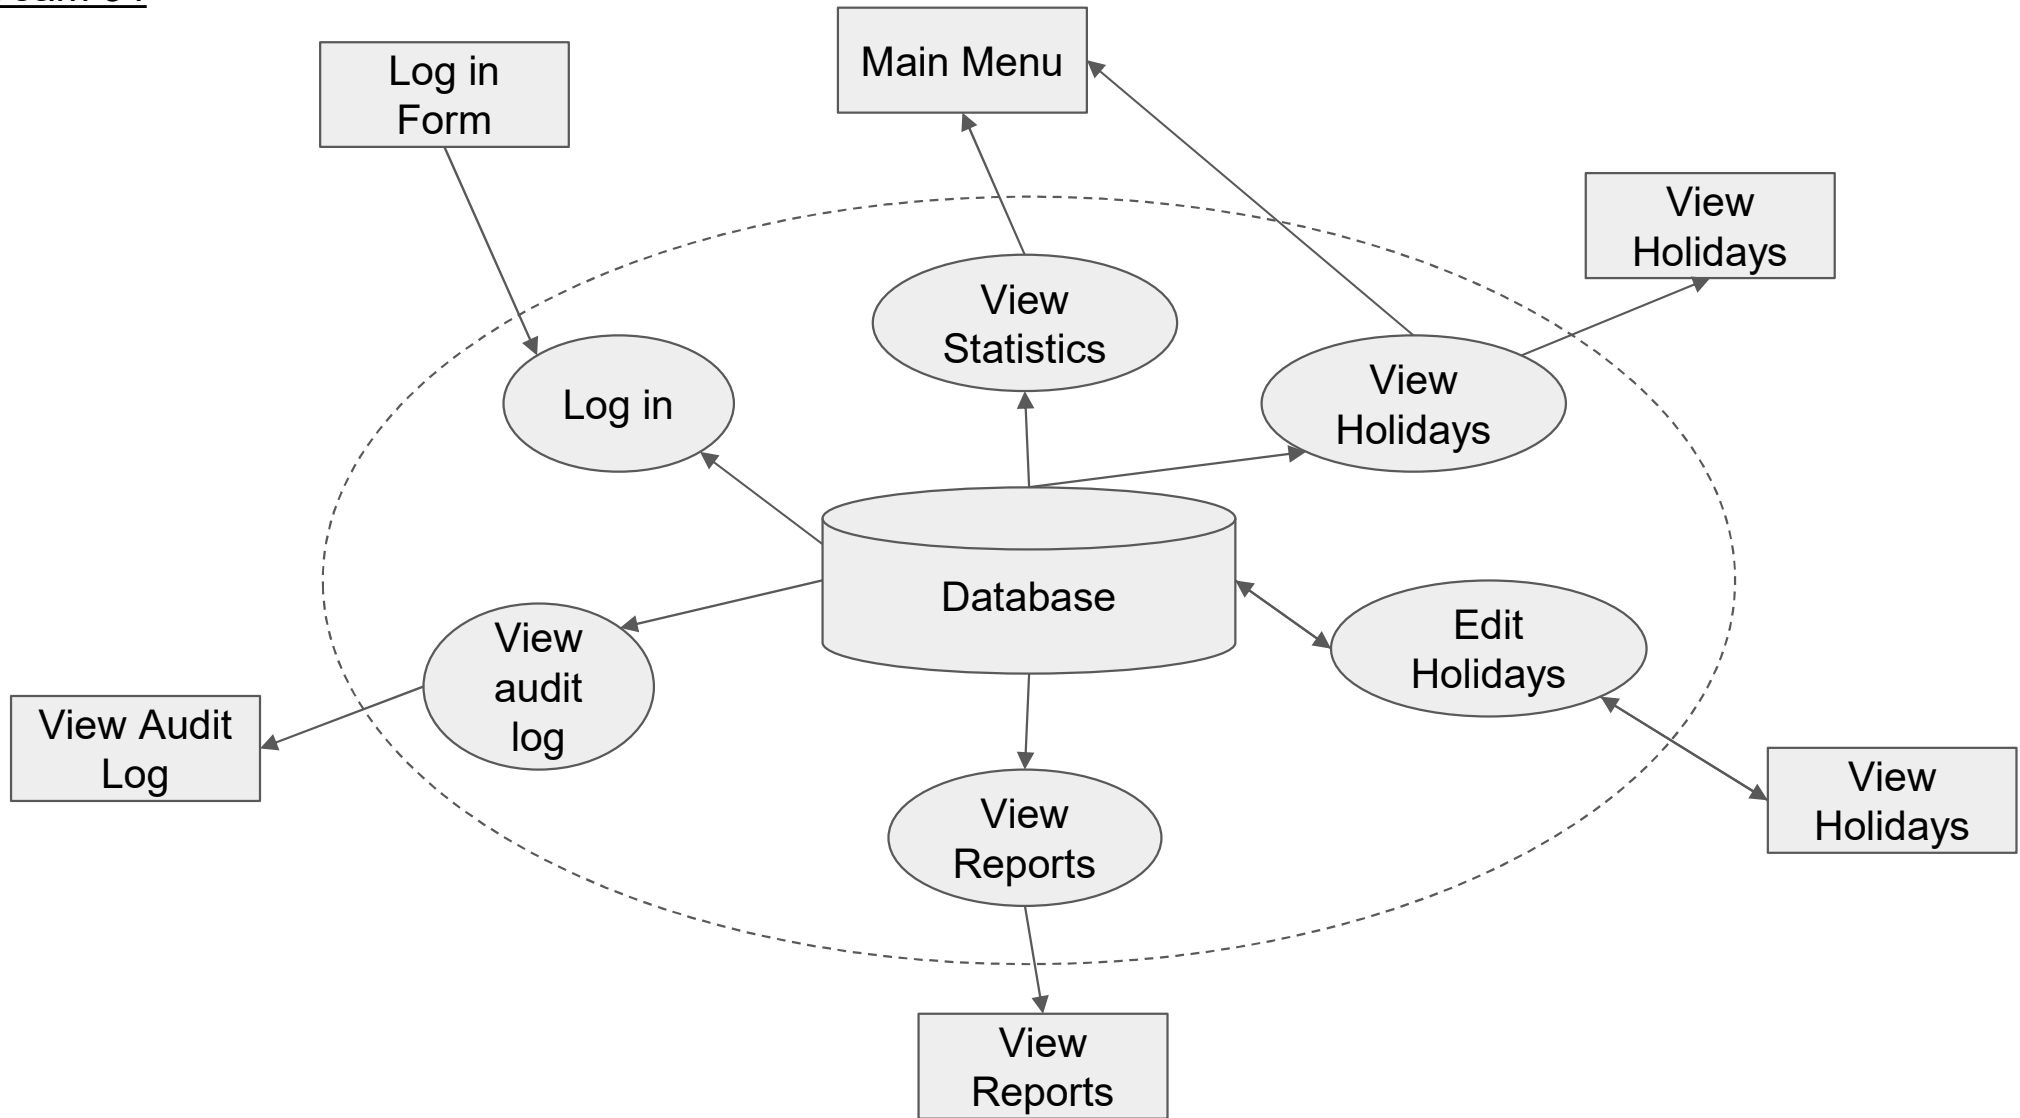 Log in
Form
Main Menu
View
Holidays
View
Statistics
View
Holidays
Log in
Database
Edit
Holidays
View
audit
log
View Audit
Log
View
Holidays
View
Reports
View
Reports